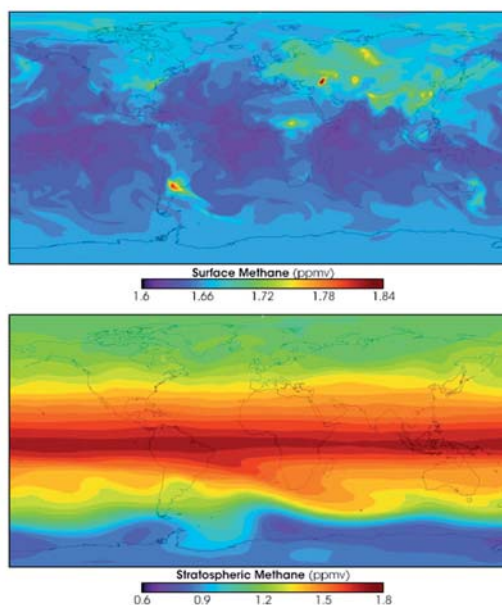 Surface Methane (ppmv)
1.6 1.66 1.72 1.78 1.84
Stratospheric Methane (ppmv)
0.6 0.9 1.2 1.5 1.8